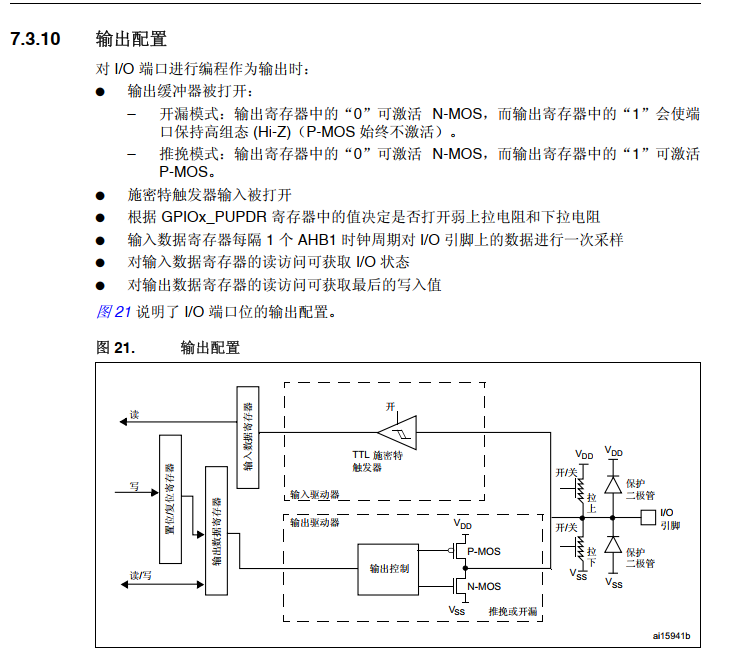 7.3.10 输出配置
对 I/O 端口进行编程作为输出时：
● 输出缓冲器被打开：
– 开漏模式：输出寄存器中的“0”可激活 N-MOS，而输出寄存器中的“1”会使端
口保持高组态 (Hi-Z)（P-MOS 始终不激活）。
– 推挽模式：输出寄存器中的“0”可激活 N-MOS，而输出寄存器中的“1”可激活
P-MOS。
● 施密特触发器输入被打开
● 根据 GPIOx_PUPDR 寄存器中的值决定是否打开弱上拉电阻和下拉电阻
● 输入数据寄存器每隔 1 个 AHB1 时钟周期对 I/O 引脚上的数据进行一次采样
● 对输入数据寄存器的读访问可获取 I/O 状态
● 对输出数据寄存器的读访问可获取最后的写入值
图 21 说明了 I/O 端口位的输出配置。
图 21. 输出配置
读
写
读/写
置位/复位寄存器
输入数据寄存器
输出数据寄存器
开
TTL 施密特
触发器
输入驱动器
输出驱动器
输出控制
VDD
P-MOS
N-MOS
VSS
推挽或开漏
VDD
VDD
开/关
拉
上
保护
二极管
I/O
引脚
开/关
拉
下
保护
二极管
VSS
VSS
ai15941b